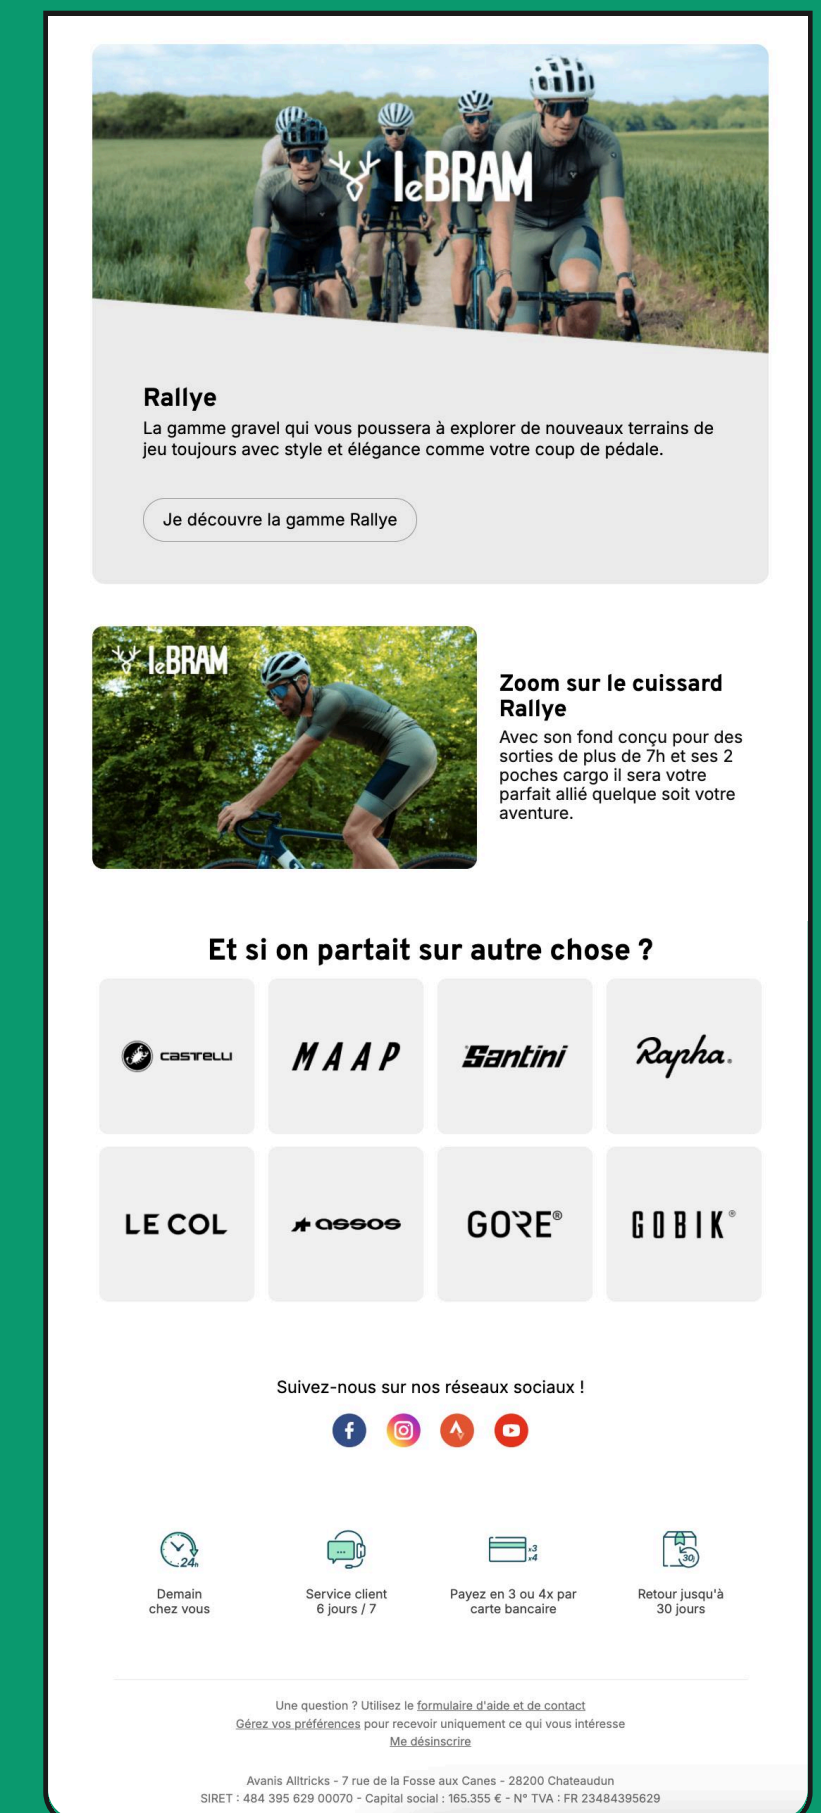 leBRAM
Rallye
La gamme gravel qui vous poussera à explorer de nouveaux terrains de
jeu toujours avec style et élégance comme votre coup de pédale.
Je découvre la gamme Rallye
leBRAM
Zoom sur le cuissard
Rallye
Avec son fond conçu pour des
sorties de plus de 7h et ses 2
poches cargo il sera votre
parfait allié quelque soit votre
aventure.
Et si on partait sur autre chose ?
CASTELLI
MAAP
Santini
Rapha®
LE COL
assos
GORE®
GOBIK®
Suivez-nous sur nos réseaux sociaux !
24h
x3
x4
30j
Demain
chez vous
Service client
6 jours / 7
Payez en 3 ou 4x par
carte bancaire
Retour jusqu'à
30 jours
Une question ? Utilisez le formulaire d'aide et de contact
Gérez vos préférences pour recevoir uniquement ce qui vous intéresse
Me désinscrire
Avanis Alltricks - 7 rue de la Fosse aux Canes - 28200 Chateaudun
SIRET : 484 395 629 00070 - Capital social : 165.355 € - N° TVA : FR 23484395629